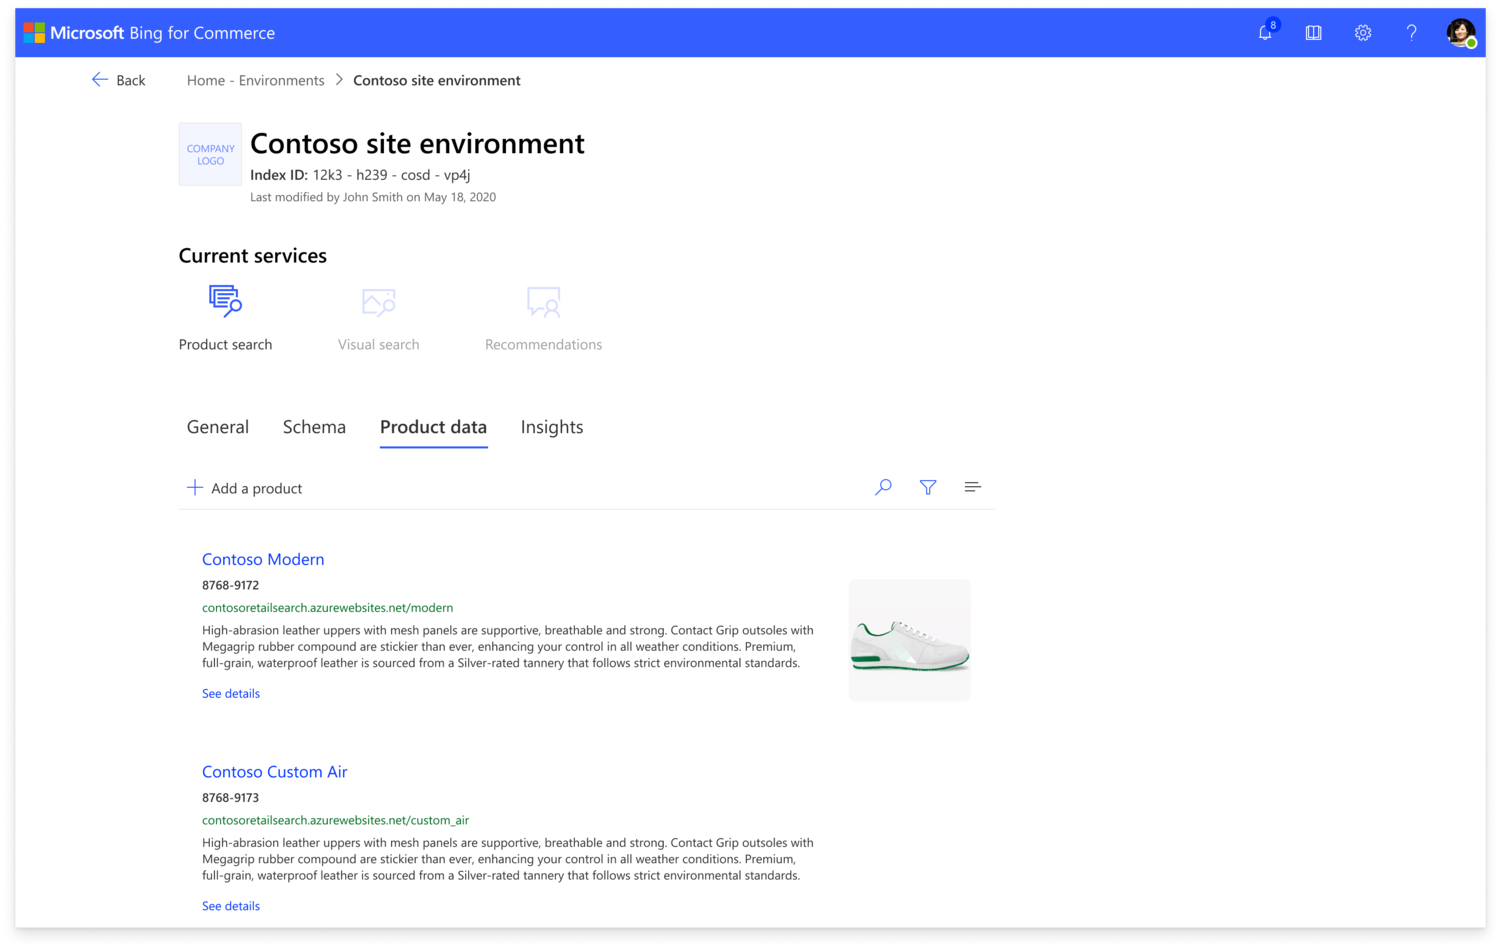 Microsoft Bing for Commerce
8
Back
Home - Environments > Contoso site environment
COMPANY
LOGO
Contoso site environment
Index ID: 12k3 - h239 - cosd - vp4j
Last modified by John Smith on May 18, 2020
Current services
Product search
Visual search
Recommendations
General
Schema
Product data
Insights
Add a product
Contoso Modern
8768-9172
contosoretailsearch.azurewebsites.net/modern
High-abrasion leather uppers with mesh panels are supportive, breathable and strong. Contact Grip outsoles with
Megagrip rubber compound are stickier than ever, enhancing your control in all weather conditions. Premium,
full-grain, waterproof leather is sourced from a Silver-rated tannery that follows strict environmental standards.
See details
Contoso Custom Air
8768-9173
contosoretailsearch.azurewebsites.net/custom_air
High-abrasion leather uppers with mesh panels are supportive, breathable and strong. Contact Grip outsoles with
Megagrip rubber compound are stickier than ever, enhancing your control in all weather conditions. Premium,
full-grain, waterproof leather is sourced from a Silver-rated tannery that follows strict environmental standards.
See details